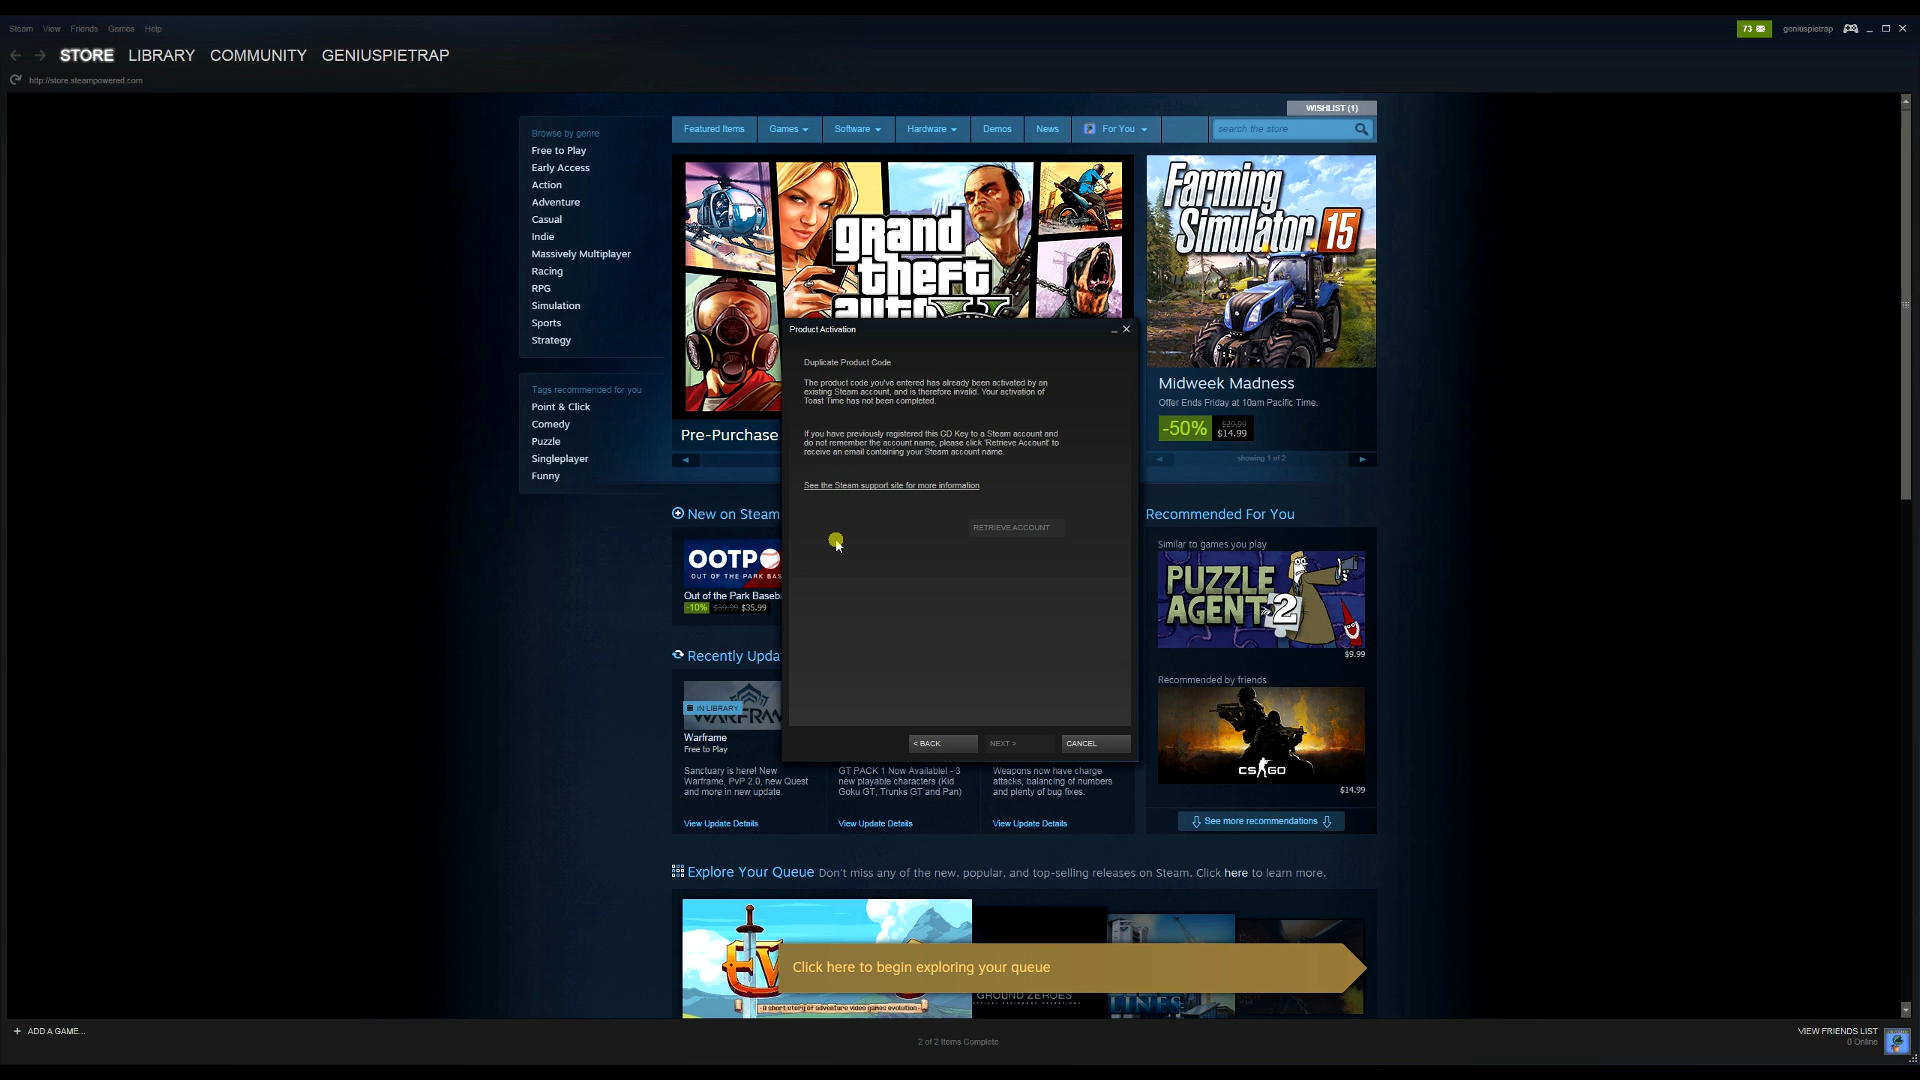 Steam View Friends Games Help
73
geniuspietrap
STORE LIBRARY COMMUNITY GENIUSPIETRAP
http://store.steampowered.com
WISHLIST (1)
Featured Items Games Software Hardware Demos News For You
search the store
Browse by genre
Free to Play
Early Access
Action
Adventure
Casual
Indie
Massively Multiplayer
Racing
RPG
Simulation
Sports
Strategy
Tags recommended for you
Point & Click
Comedy
Puzzle
Singleplayer
Funny
grand
theft
auto
Pre-Purchase
Farming
Simulator 15
Midweek Madness
Offer Ends Friday at 10am Pacific Time.
-50% $29.99
$14.99
showing 1 of 2
Product Activation
Duplicate Product Code
The product code you've entered has already been activated by an
existing Steam account, and is therefore invalid. Your activation of
Toast Time has not been completed.
If you have previously registered this CD Key to a Steam account and
do not remember the account name, please click 'Retrieve Account' to
receive an email containing your Steam account name.
See the Steam support site for more information
RETRIEVE ACCOUNT
< BACK NEXT > CANCEL
New on Steam
OOTP
OUT OF THE PARK BAS
Out of the Park Baseba
-10% $39.99 $35.99
Recently Upda
IN LIBRARY
WARFRAM
Warframe
Free to Play
Sanctuary is here! New
Warframe, PvP 2.0, new Quest
and more in new update.
View Update Details
GT PACK 1 Now Available! - 3
new playable characters (Kid
Goku GT, Trunks GT and Pan)
View Update Details
Weapons now have charge
attacks, balancing of numbers
and plenty of bug fixes.
View Update Details
Recommended For You
Similar to games you play
PUZZLE
AGENT 2
$9.99
Recommended by friends
CS GO
$14.99
See more recommendations
Explore Your Queue Don't miss any of the new, popular, and top-selling releases on Steam. Click here to learn more.
Click here to begin exploring your queue
EV
A short story of adventure video games evolution
GROUND ZEROES
LINES
+ ADD A GAME...
2 of 2 Items Complete
VIEW FRIENDS LIST
0 Online